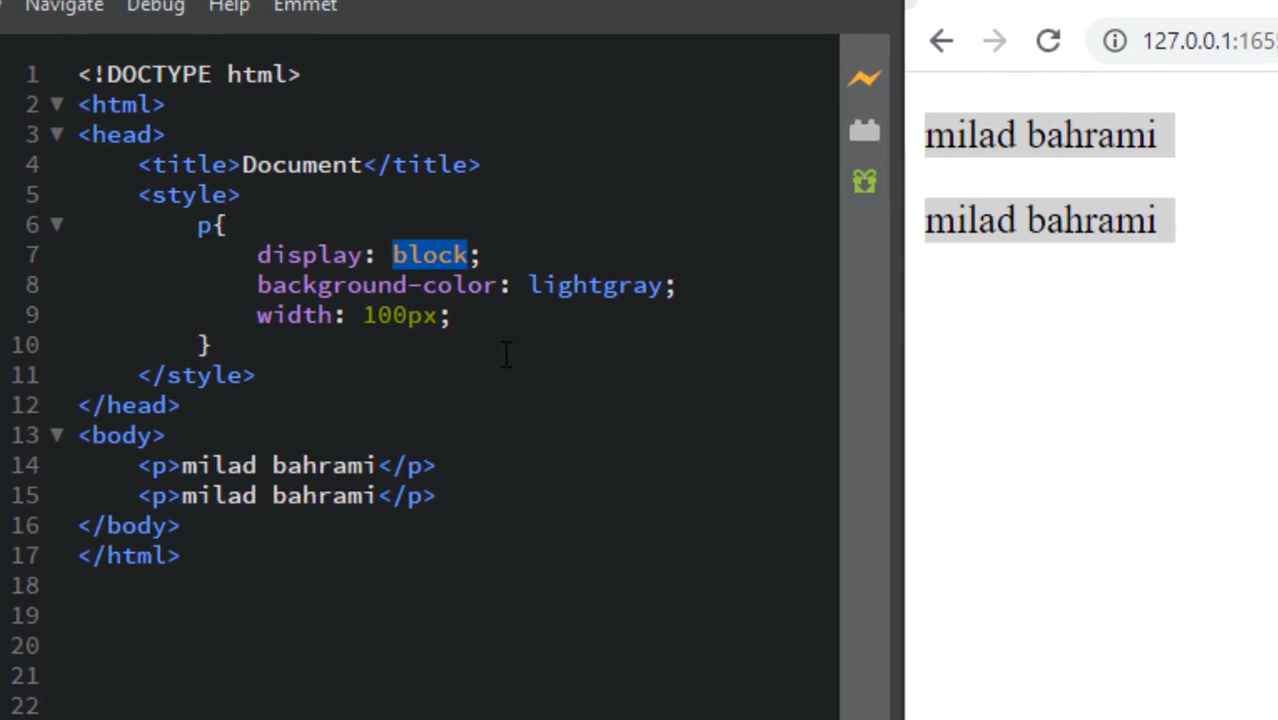 Navigate Debug Help Emmet
127.0.0.1:165
1 <!DOCTYPE html>
2 <html>
3 <head>
4 <title>Document</title>
5 <style>
6 p{
7 display: block;
8 background-color: lightgray;
9 width: 100px;
10 }
11 </style>
12 </head>
13 <body>
14 <p>milad bahrami</p>
15 <p>milad bahrami</p>
16 </body>
17 </html>
18
19
20
21
22
milad bahrami
milad bahrami